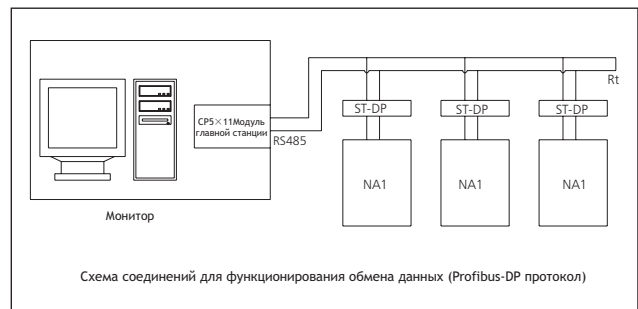 CP5×11Модуль
главной станции
RS485
Rt
ST-DP
ST-DP
ST-DP
NA1
NA1
NA1
Монитор
Схема соединений для функционирования обмена данных (Profibus-DP протокол)